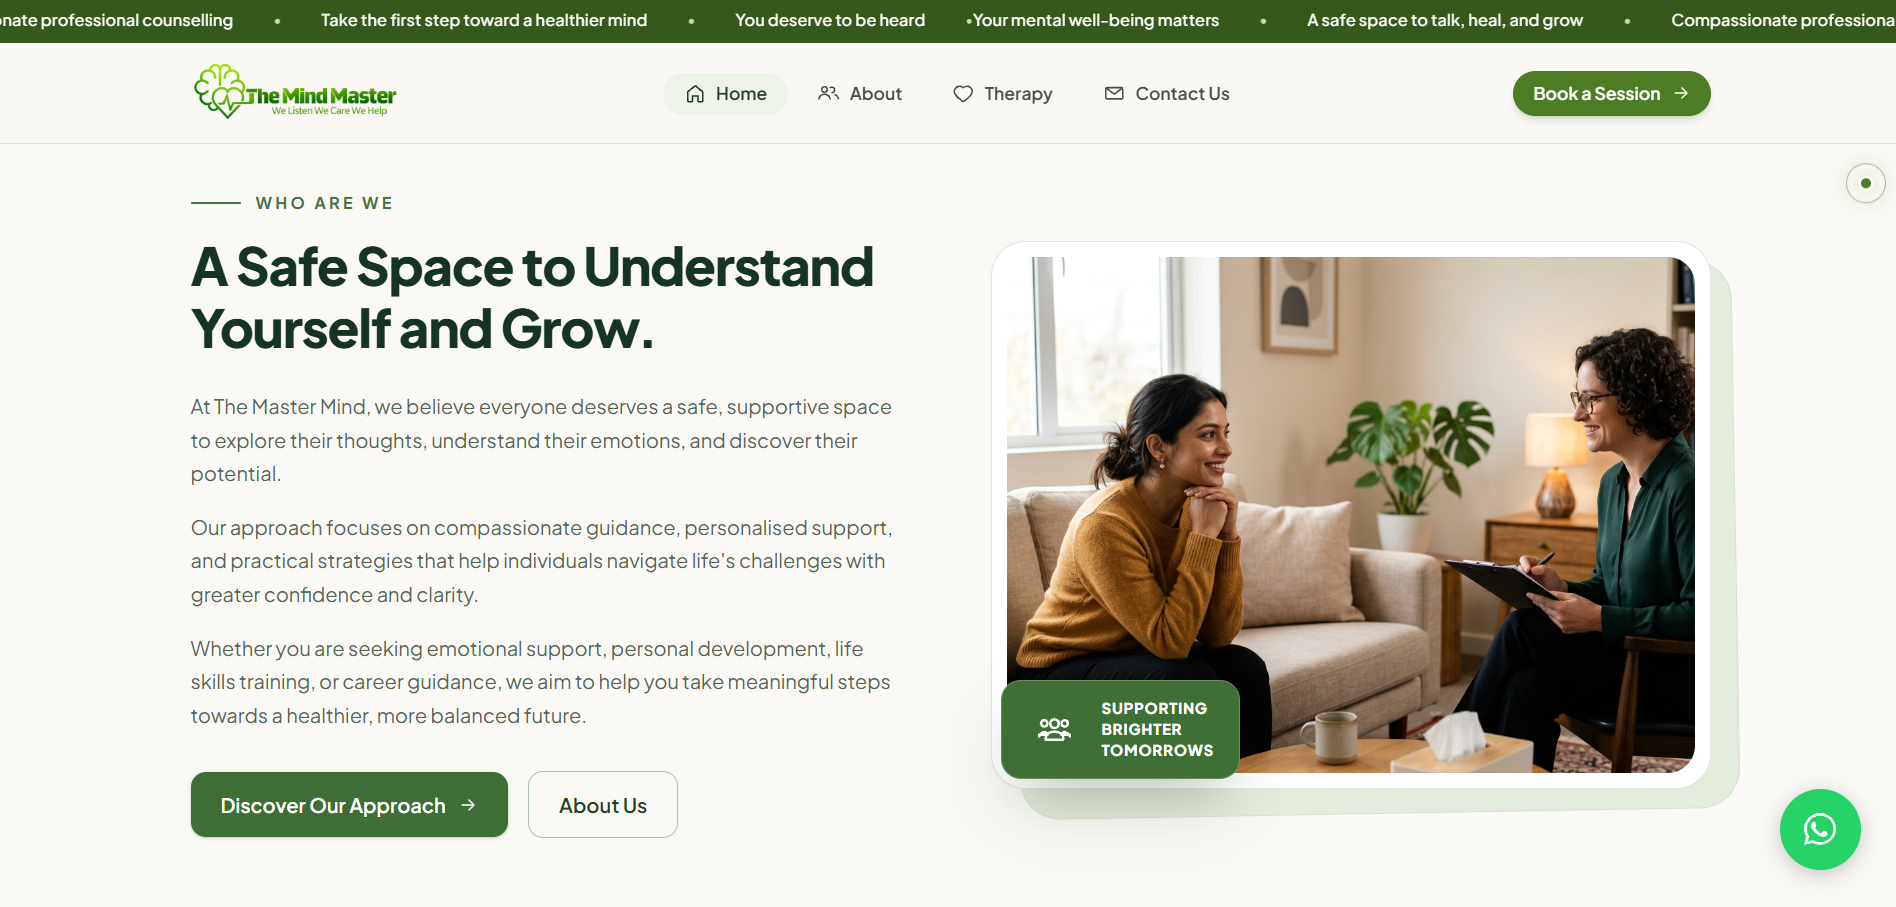 nate professional counselling • Take the first step toward a healthier mind • You deserve to be heard •Your mental well-being matters • A safe space to talk, heal, and grow • Compassionate professiona
The Mind Master
We Listen We Care We Help
Home About Therapy Contact Us
Book a Session →
WHO ARE WE
A Safe Space to Understand
Yourself and Grow.
At The Master Mind, we believe everyone deserves a safe, supportive space
to explore their thoughts, understand their emotions, and discover their
potential.
Our approach focuses on compassionate guidance, personalised support,
and practical strategies that help individuals navigate life's challenges with
greater confidence and clarity.
Whether you are seeking emotional support, personal development, life
skills training, or career guidance, we aim to help you take meaningful steps
towards a healthier, more balanced future.
Discover Our Approach →
About Us
SUPPORTING
BRIGHTER
TOMORROWS